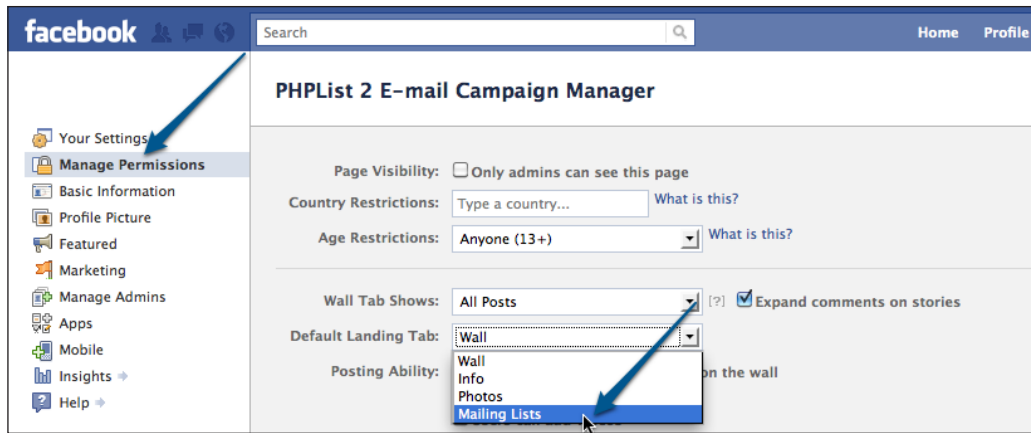 facebook
Search
Home Profile
PHPList 2 E-mail Campaign Manager
Your Settings
Manage Permissions
Basic Information
Profile Picture
Featured
Marketing
Manage Admins
Apps
Mobile
Insights
Help
Page Visibility: Only admins can see this page
Country Restrictions: Type a country... What is this?
Age Restrictions: Anyone (13+) What is this?
Wall Tab Shows: All Posts [?] Expand comments on stories
Default Landing Tab: Wall
Wall
Info
Photos
Mailing Lists
Posting Ability: on the wall